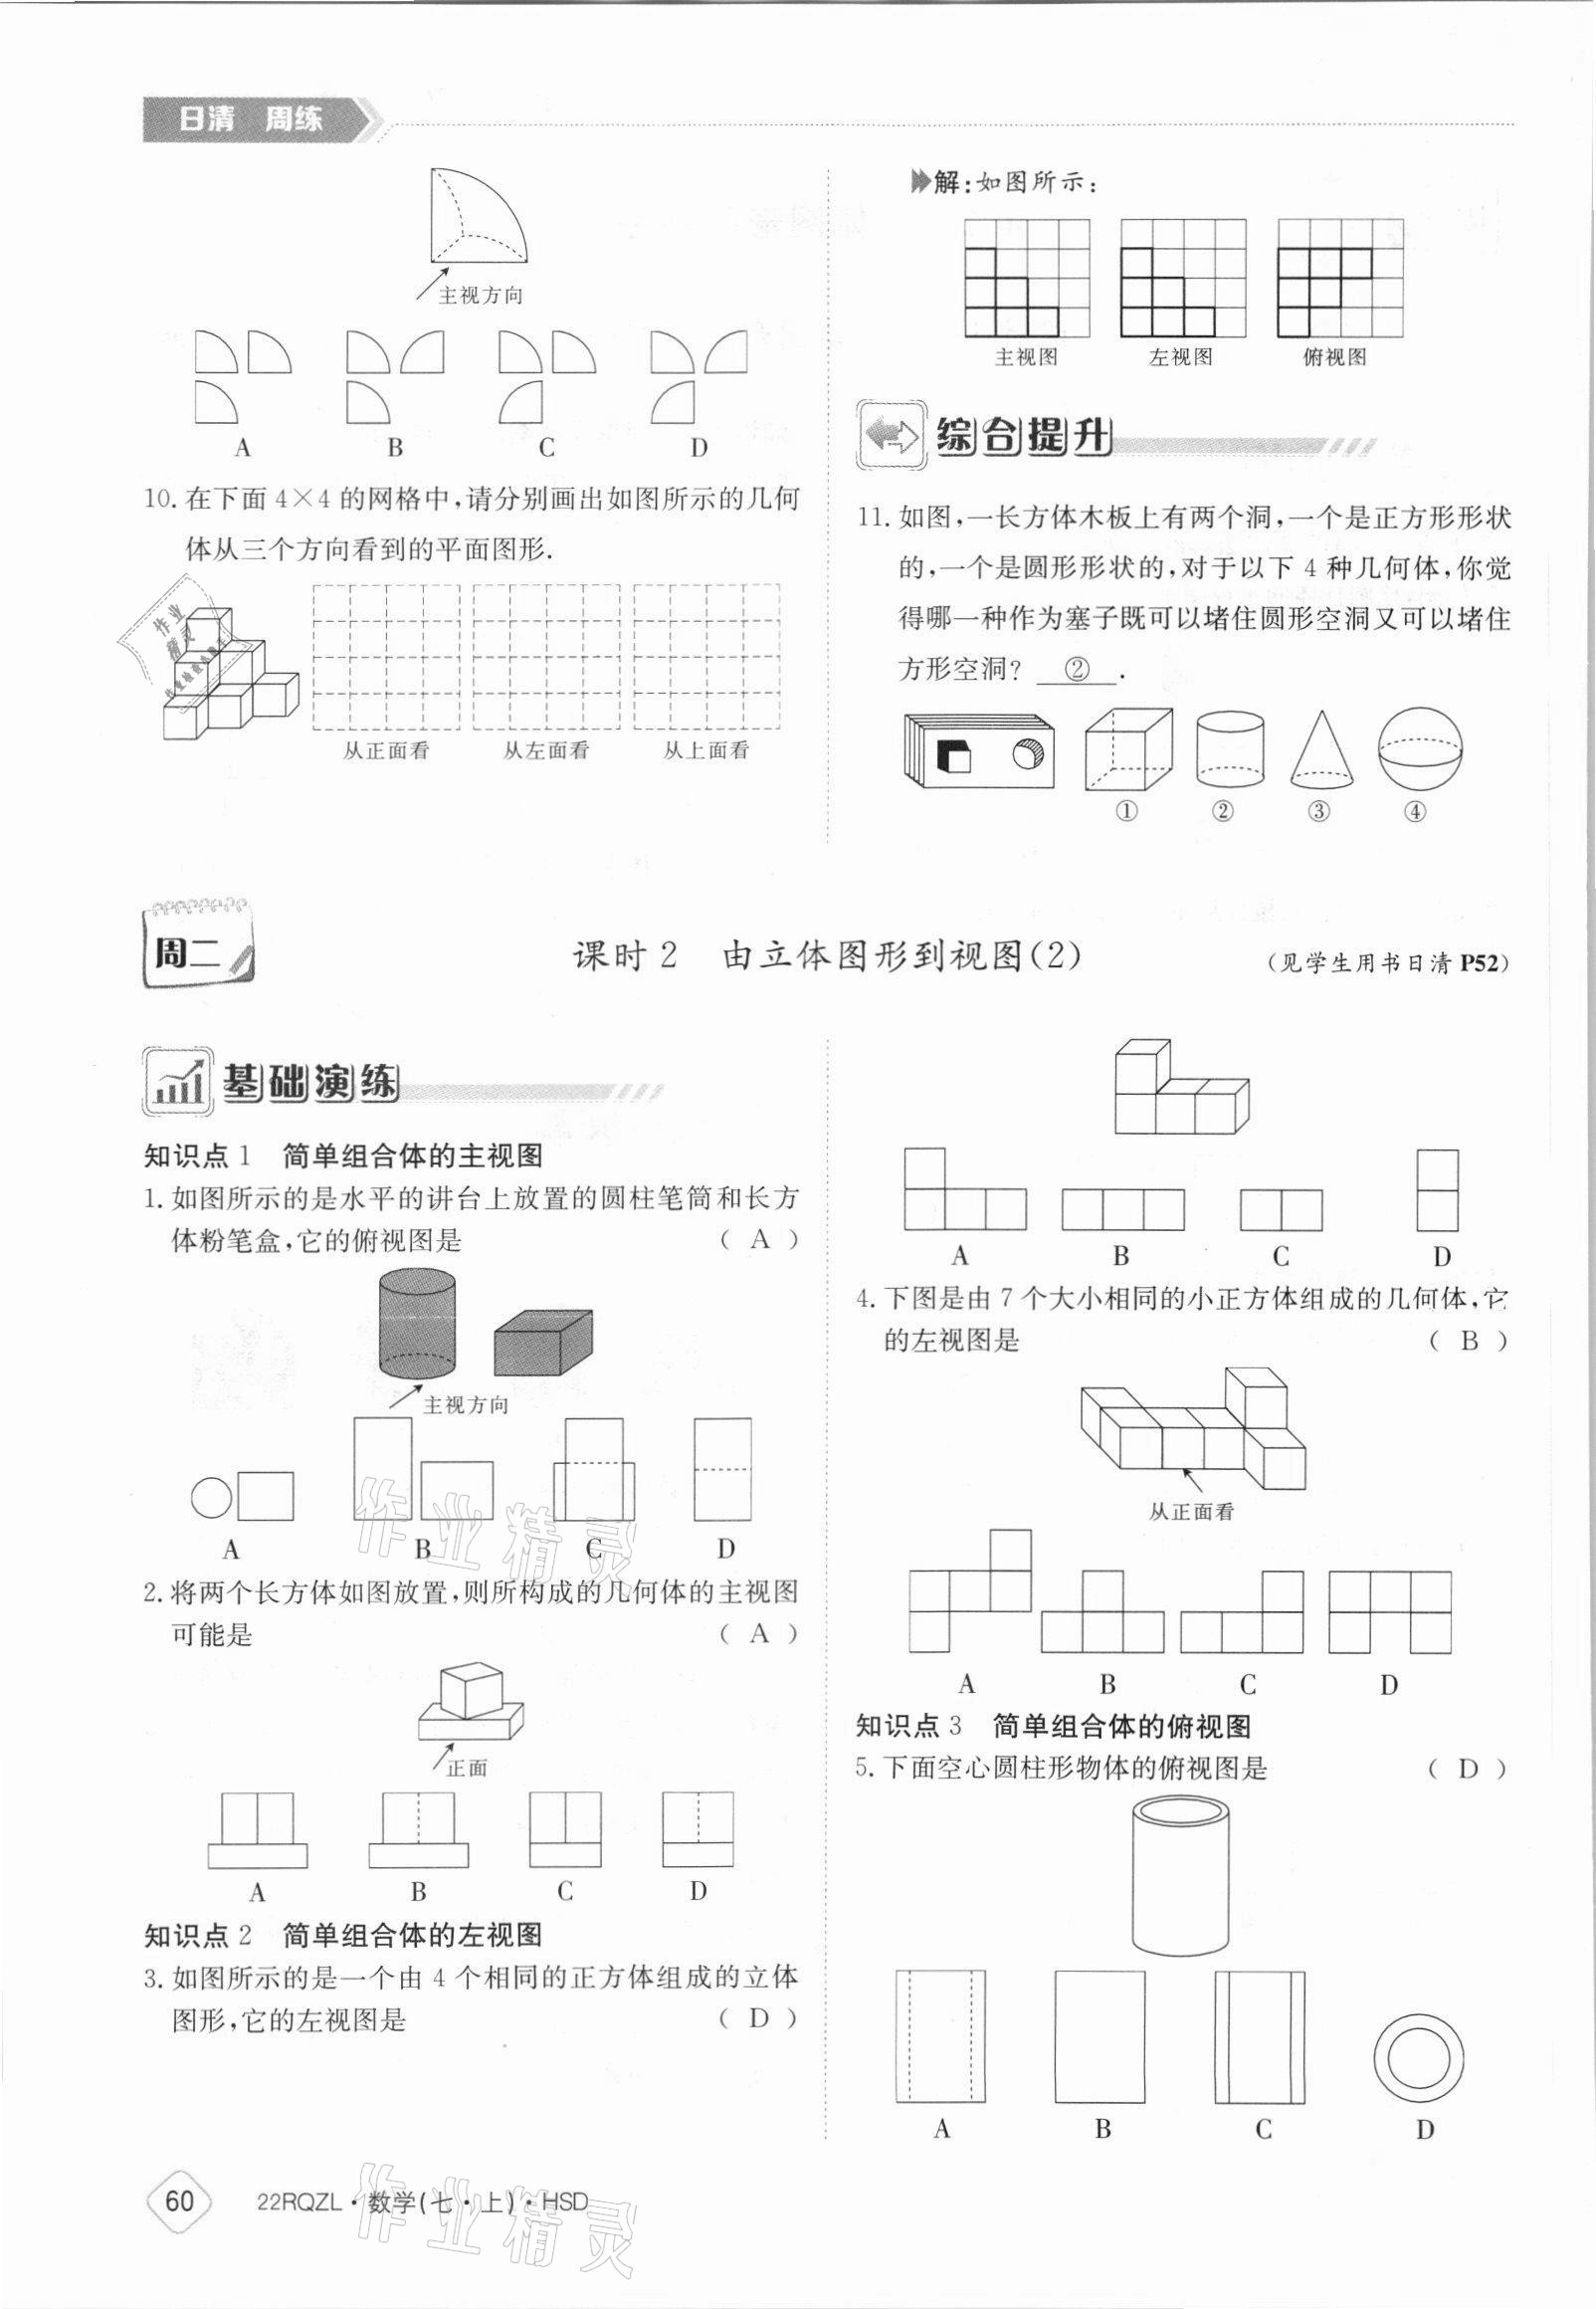 日清 周练
主视方向
A B C D
10. 在下面 4×4 的网格中,请分别画出如图所示的几何
体从三个方向看到的平面图形.
从正面看 从左面看 从上面看
解:如图所示:
主视图 左视图 俯视图
综合提升
11. 如图,一长方体木板上有两个洞,一个是正方形形状
的,一个是圆形形状的,对于以下 4 种几何体,你觉
得哪一种作为塞子既可以堵住圆形空洞又可以堵住
方形空洞? ② .
① ② ③ ④
周二
课时 2 由立体图形到视图(2)
(见学生用书日清 P52)
基础演练
知识点 1 简单组合体的主视图
1. 如图所示的是水平的讲台上放置的圆柱笔筒和长方
体粉笔盒,它的俯视图是 ( A )
主视方向
A B C D
2. 将两个长方体如图放置,则所构成的几何体的主视图
可能是 ( A )
正面
A B C D
知识点 2 简单组合体的左视图
3. 如图所示的是一个由 4 个相同的正方体组成的立体
图形,它的左视图是 ( D )
A B C D
4. 下图是由 7 个大小相同的小正方体组成的几何体,它
的左视图是 ( B )
从正面看
A B C D
知识点 3 简单组合体的俯视图
5. 下面空心圆柱形物体的俯视图是 ( D )
A B C D
60 22RQZL·数学(七·上)·HSD
作业精灵
作业精灵
作业精灵